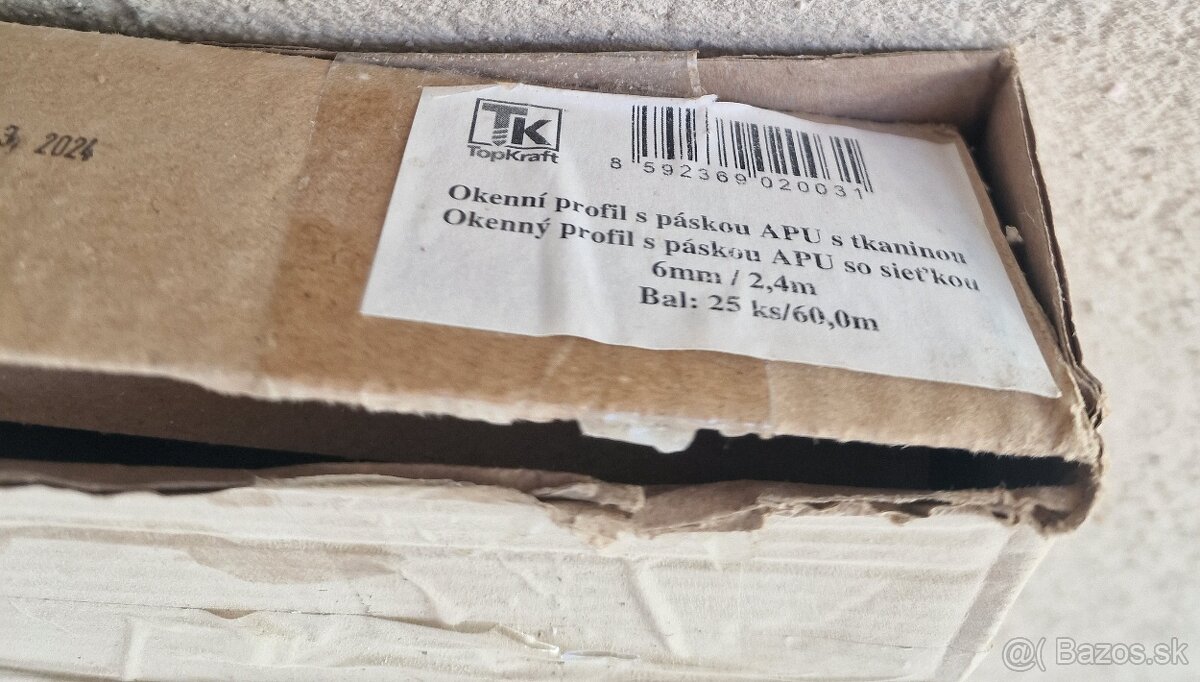 3, 2024
TK
TopKraft
8 592369 020031
Okenní profil s páskou APU s tkaninou
Okenný profil s páskou APU so sieťkou
6mm / 2,4m
Bal: 25 ks/60,0m
@( Bazos.sk